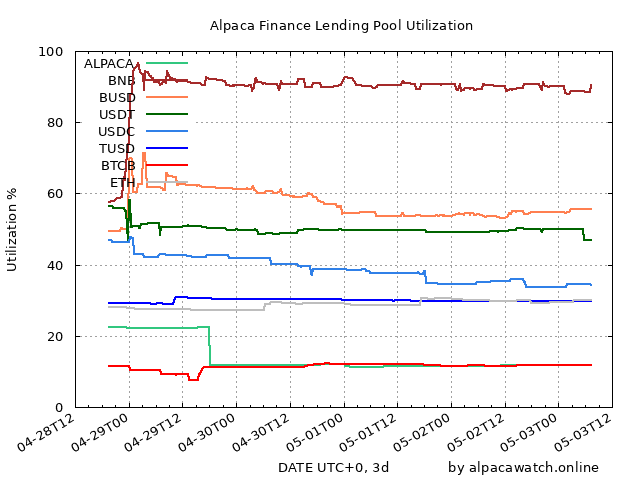 Alpaca Finance Lending Pool Utilization
100
80
60
40
20
0
Utilization %
ALPACA
BNB
BUSD
USDT
USDC
TUSD
BTCB
ETH
04-28T12
04-29T00
04-29T12
04-30T00
04-30T12
05-01T00
05-01T12
05-02T00
05-02T12
05-03T00
05-03T12
DATE UTC+0, 3d by alpacawatch.online